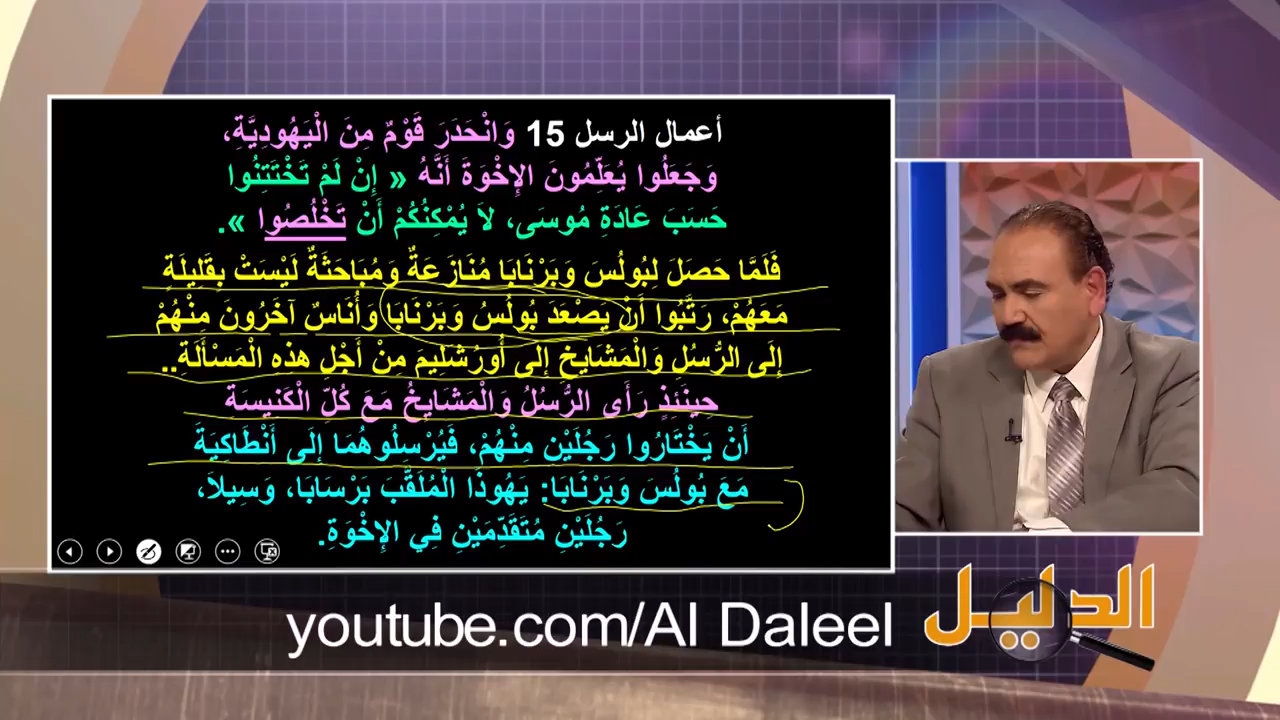 أعمال الرسل 15 وَانْحَدَرَ قَوْمٌ مِنَ الْيَهُودِيَّةِ،
وَجَعَلُوا يُعَلِّمُونَ الإِخْوَةَ أَنَّهُ « إِنْ لَمْ تَخْتَتِنُوا
حَسَبَ عَادَةِ مُوسَى، لاَ يُمْكِنُكُمْ أَنْ تَخْلُصُوا ».
فَلَمَّا حَصَلَ لِبُولُسَ وَبَرْنَابَا مُنَازَعَةٌ وَمُبَاحَثَةٌ لَيْسَتْ بِقَلِيلَةٍ
مَعَهُمْ، رَتَّبُوا أَنْ يَصْعَدَ بُولُسُ وَبَرْنَابَا وَأُنَاسٌ آخَرُونَ مِنْهُمْ
إِلَى الرُّسُلِ وَالْمَشَايِخِ إِلَى أُورُشَلِيمَ مِنْ أَجْلِ هذِهِ الْمَسْأَلَةِ..
حِينَئِذٍ رَأَى الرُّسُلُ وَالْمَشَايِخُ مَعَ كُلِّ الْكَنِيسَةِ
أَنْ يَخْتَارُوا رَجُلَيْنِ مِنْهُمْ، فَيُرْسِلُوهُمَا إِلَى أَنْطَاكِيَةَ
مَعَ بُولُسَ وَبَرْنَابَا: يَهُوذَا الْمُلَقَّبَ بَرْسَابَا، وَسِيلاَ،
رَجُلَيْنِ مُتَقَدِّمَيْنِ فِي الإِخْوَةِ.
الدليل
youtube.com/Al Daleel